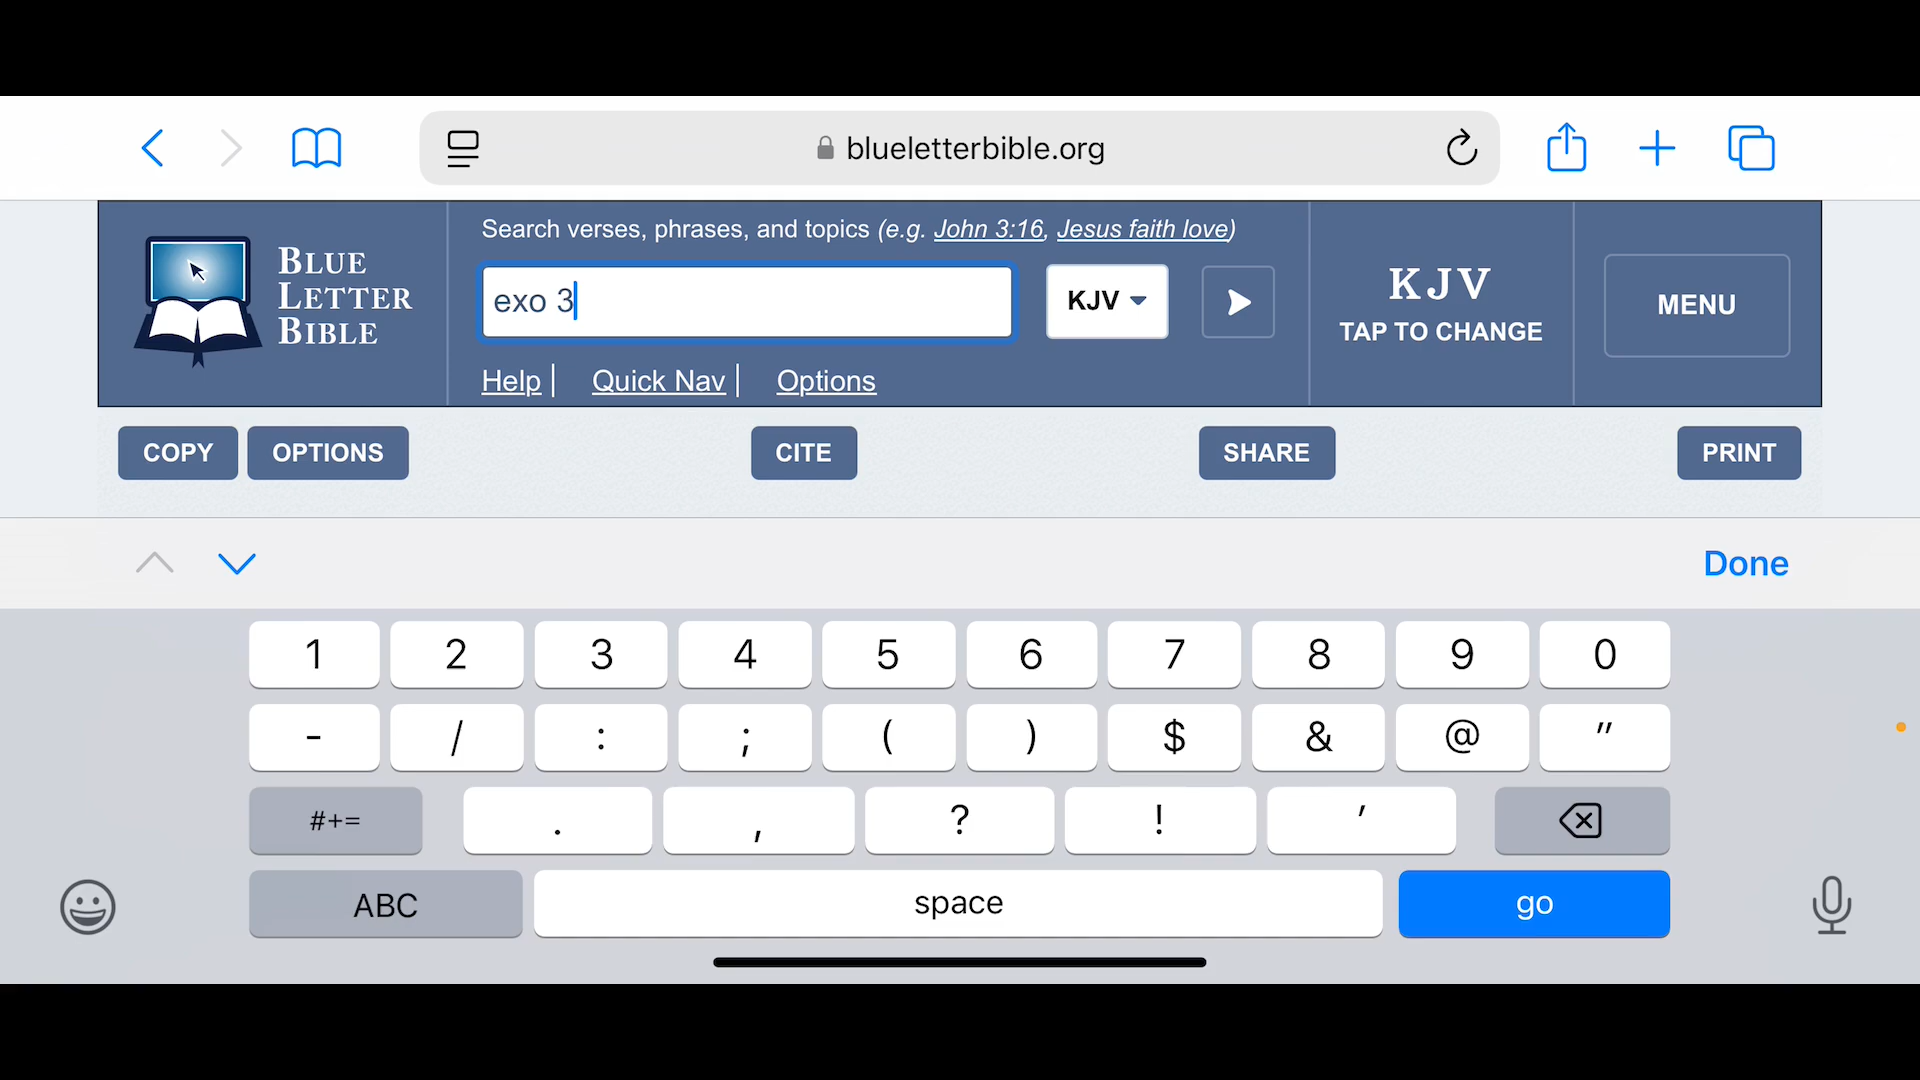 blueletterbible.org
BLUE
LETTER
BIBLE
Search verses, phrases, and topics (e.g. John 3:16, Jesus faith love)
exo 3
KJV
Help | Quick Nav | Options
KJV
TAP TO CHANGE
MENU
COPY OPTIONS CITE SHARE PRINT
Done
1 2 3 4 5 6 7 8 9 0
- / : ; ( ) $ & @ "
#+= . , ? ! '
ABC space go